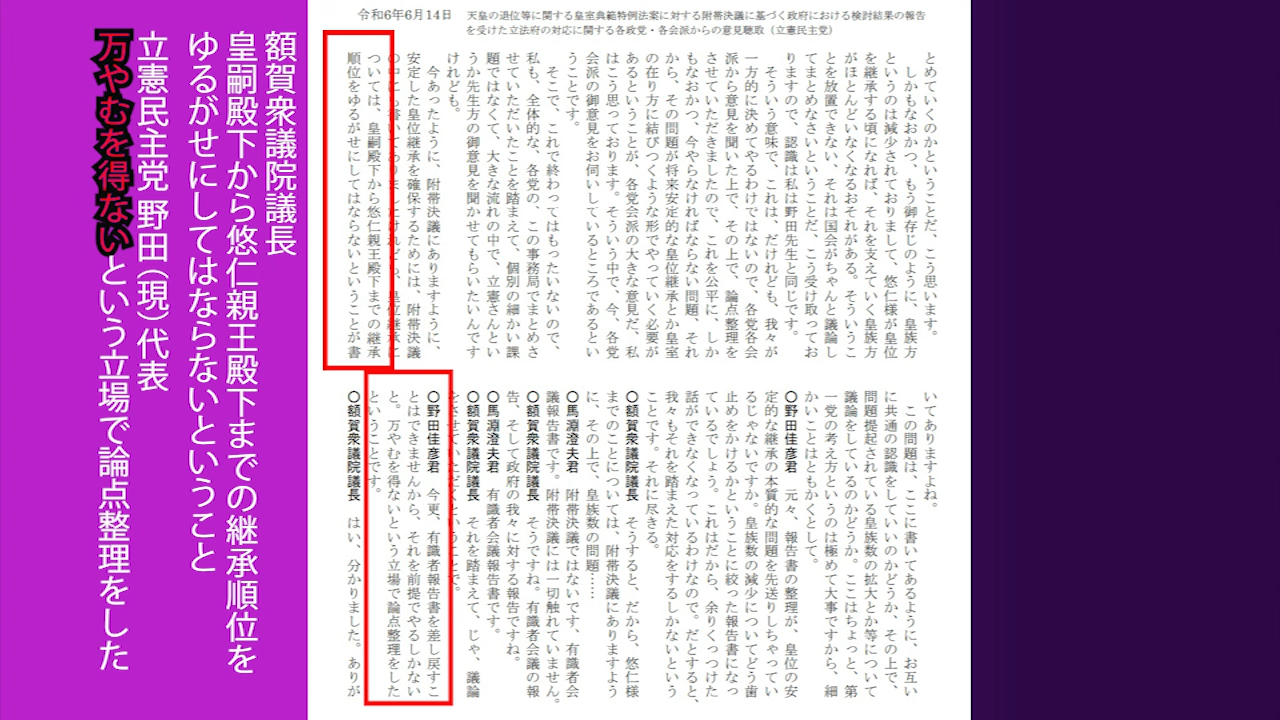 額賀衆議院議長
皇嗣殿下から悠仁親王殿下までの継承順位を
ゆるがせにしてはならないということ
立憲民主党 野田（現）代表
万やむを得ないという立場で論点整理をした
令和6年6月14日
天皇の退位等に関する皇室典範特例法案に対する附帯決議に基づく政府における検討結果の報告
を受けた立法府の対応に関する各政党・各会派からの意見聴取（立憲民主党）
とめていくのかということだ、こう思います。
しかもなおかつ、もう御存じのように、皇族方
というのは減少されておりまして、悠仁様が皇位
を継承する頃になれば、それを支えていく皇族方
がほとんどいなくなるおそれがある。そういうこ
とを放置できない、それは国会がちゃんと議論し
てまとめなさいということだ、こう受け取ってお
りますので、認識は私は野田先生と同じです。
そういう意味で、これは、だけれども、我々が
一方的に決めてやるわけではないので、各党各会
派から意見を聞いた上で、その上で、論点整理を
させていただきましたので、これを公平に、しか
もなおかつ、今やらなければならない問題、それ
から、その問題が将来安定的な皇位継承とか皇室
の在り方に結びつくような形でやっていく必要が
あるということが、各党会派の大きな意見だ、私
はこう思っております。そういう中で、今、各党
会派の御意見をお伺いしているところであるとい
うことです。
そこで、これで終わってはもったいないので、
私も、全体的な、各党の、この事務局でまとめさ
せていただいたことを踏まえて、個別の細かい課
題ではなくて、大きな流れの中で、立憲さんとい
うか先生方の御意見を聞かせてもらいたいんです
けれども。
今あったように、附帯決議にありますように、
安定した皇位継承を確保するためには、附帯決議
の中にも書いてありましたけれども、皇位継承に
ついては、皇嗣殿下から悠仁親王殿下までの継承
順位をゆるがせにしてはならないということが書
いてありますよね。
この問題は、ここに書いてあるように、お互い
に共通の認識をしていいのかどうか、その上で、
問題提起されている皇族数の拡大とか等について
議論をしているのかどうか。ここはちょっと、第
一党の考え方というのは極めて大事ですから、細
かいことはともかくとして。
〇野田佳彦君　元々、報告書の整理が、皇位の安
定的な継承の本質的な問題を先送りしちゃってい
るじゃないですか。皇族数の減少についてどう歯
止めをかけるかということに絞った報告書になっ
ているでしょう。これはだから、余りくっつけた
話ができなくなっているわけなので。だとすると、
我々もそれを踏まえた対応をするしかないという
ことです。それに尽きる。
〇額賀衆議院議長　そうすると、だから、悠仁様
までのことについては、附帯決議にありますよう
に、その上で、皇族数の問題……
〇馬淵澄夫君　附帯決議ではないです、有識者会
議報告書です。附帯決議には一切触れていません。
〇額賀衆議院議長　そうですね。有識者会議の報
告、そして政府の我々に対する報告ですね。
〇馬淵澄夫君　有識者会議報告書です。
〇額賀衆議院議長　それを踏まえて、じゃ、議論
をさせていただくということで。
〇野田佳彦君　今更、有識者報告書を差し戻すこ
とはできませんから、それを前提でやるしかない
と。万やむを得ないという立場で論点整理をした
ということです。
〇額賀衆議院議長　はい、分かりました。ありが